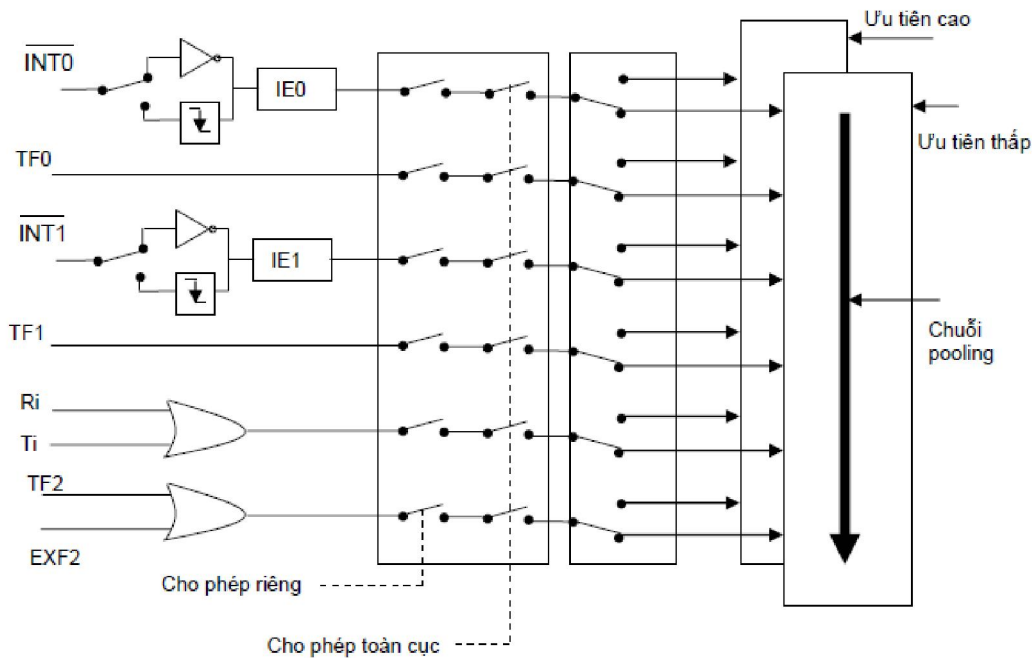 Ưu tiên cao
INT0
IE0
Ưu tiên thấp
TF0
INT1
IE1
TF1
Chuỗi
pooling
Ri
Ti
TF2
EXF2
Cho phép riêng
Cho phép toàn cục